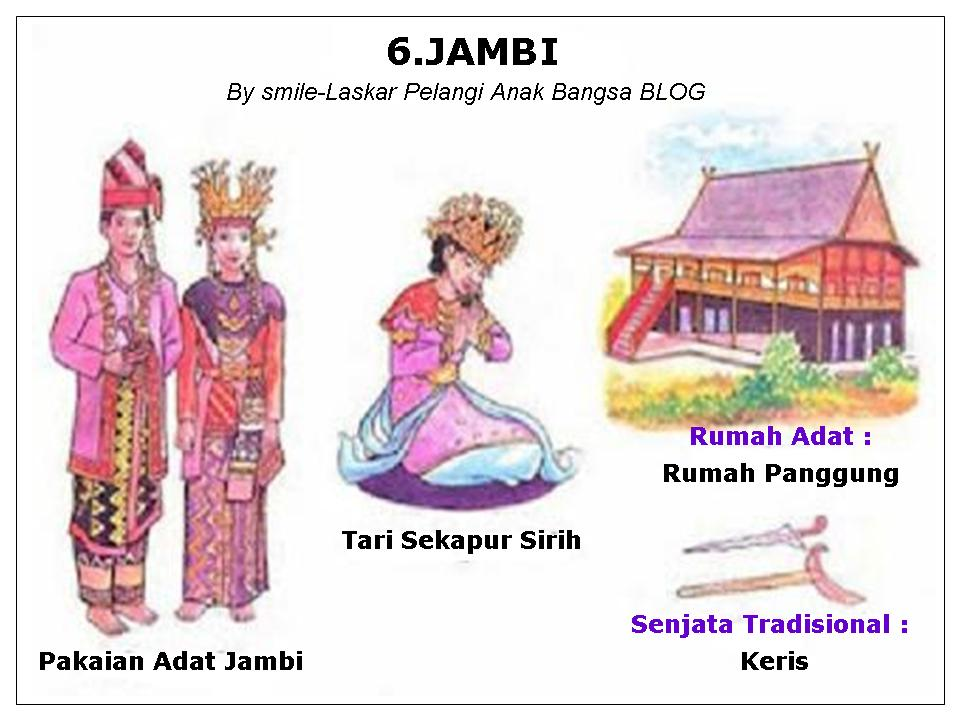 6.JAMBI
By smile-Laskar Pelangi Anak Bangsa BLOG
Rumah Adat :
Rumah Panggung
Tari Sekapur Sirih
Senjata Tradisional :
Keris
Pakaian Adat Jambi